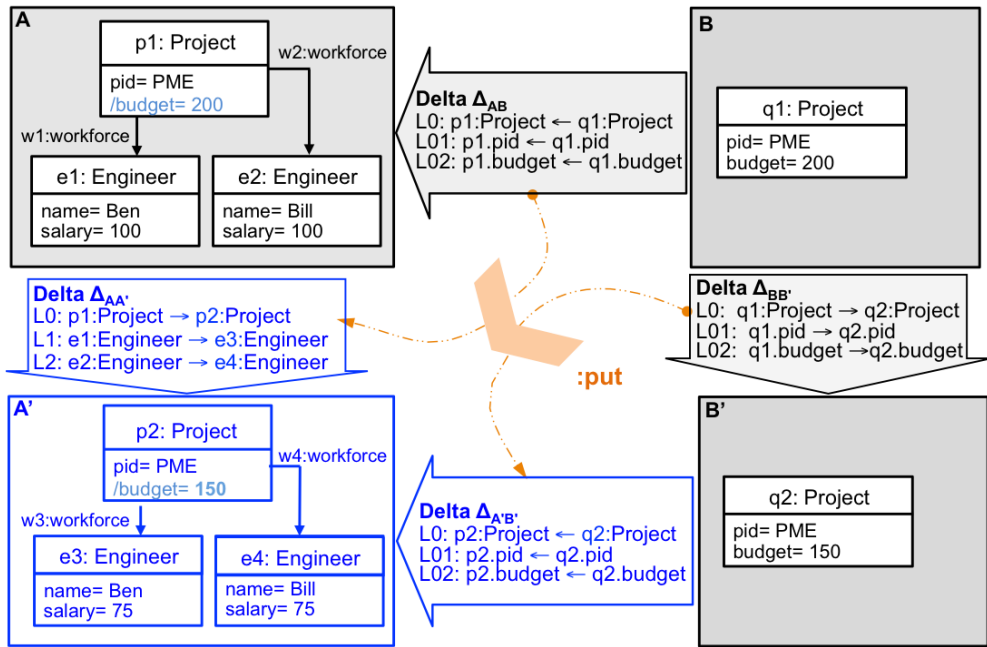 A
p1: Project
pid= PME
/budget= 200
w2:workforce
w1:workforce
e1: Engineer
name= Ben
salary= 100
e2: Engineer
name= Bill
salary= 100
Delta ΔAB
L0: p1:Project ← q1:Project
L01: p1.pid ← q1.pid
L02: p1.budget ← q1.budget
B
q1: Project
pid= PME
budget= 200
Delta ΔAA'
L0: p1:Project → p2:Project
L1: e1:Engineer → e3:Engineer
L2: e2:Engineer → e4:Engineer
:put
Delta ΔBB'
L0: q1:Project → q2:Project
L01: q1.pid → q2.pid
L02: q1.budget →q2.budget
A'
p2: Project
pid= PME
/budget= 150
w4:workforce
w3:workforce
e3: Engineer
name= Ben
salary= 75
e4: Engineer
name= Bill
salary= 75
Delta ΔA'B'
L0: p2:Project ← q2:Project
L01: p2.pid ← q2.pid
L02: p2.budget ← q2.budget
B'
q2: Project
pid= PME
budget= 150